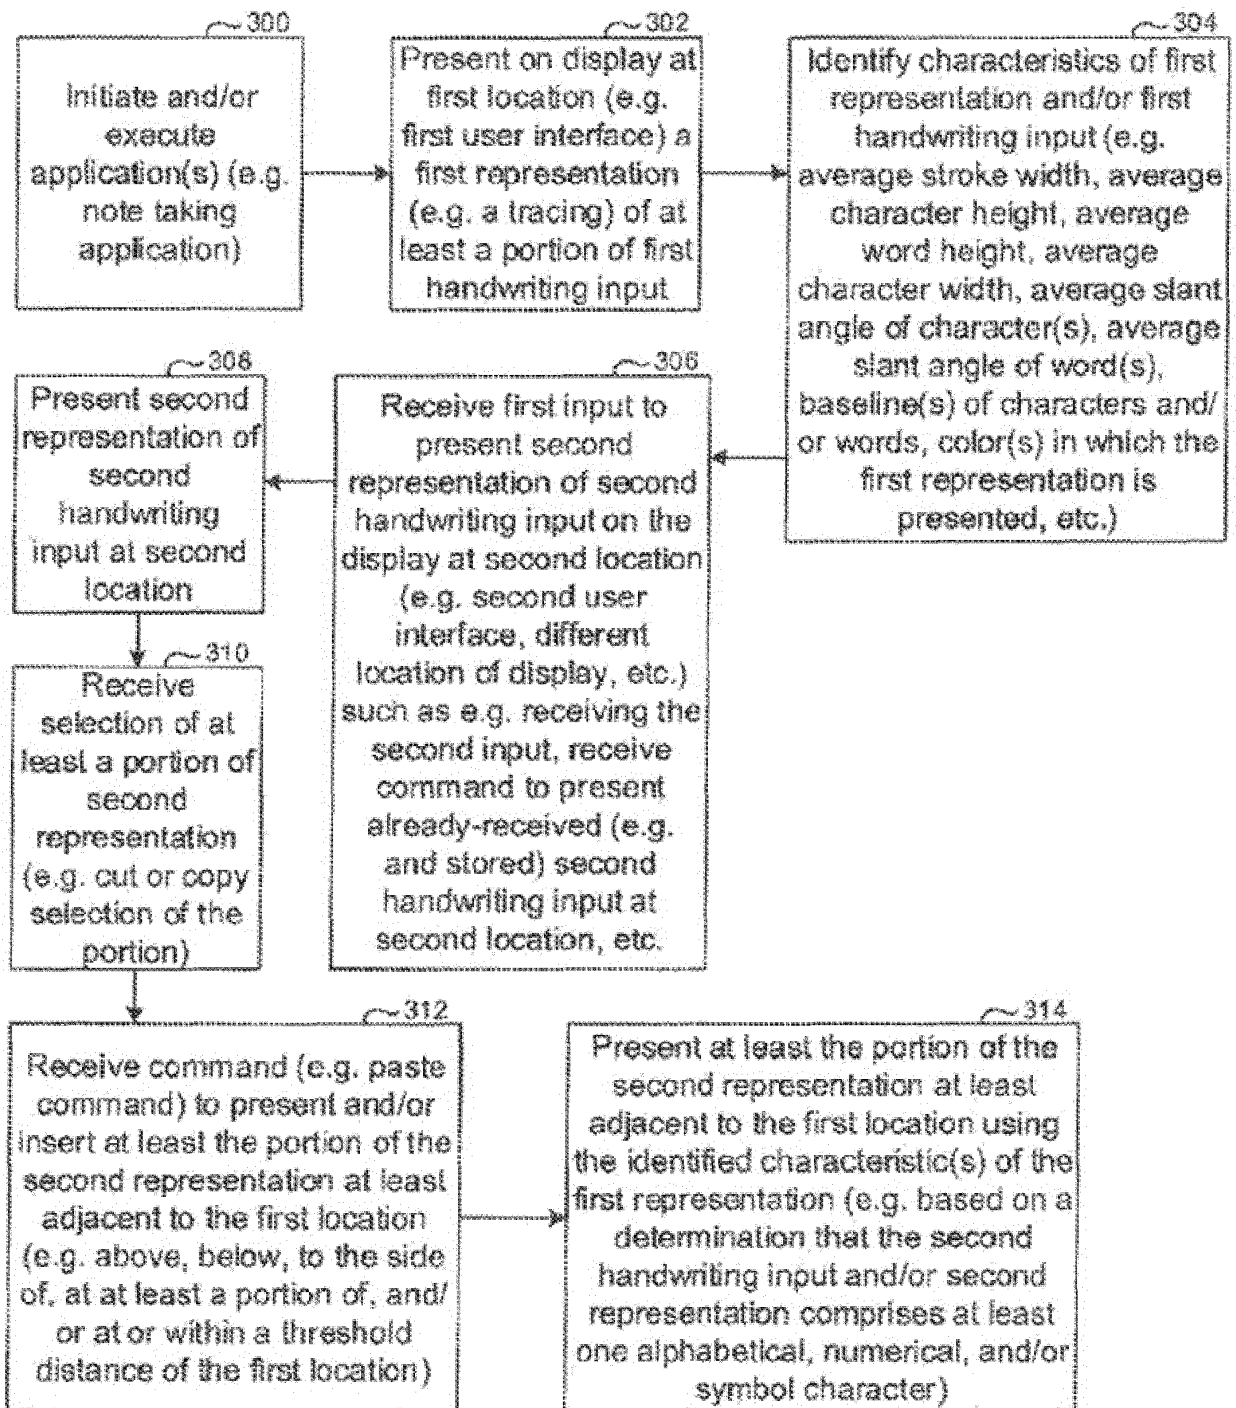 300
Initiate and/or
execute
application(s) (e.g.
note taking
application)
302
Present on display at
first location (e.g.
first user interface) a
first representation
(e.g. a tracing) of at
least a portion of first
handwriting input
304
Identify characteristics of first
representation and/or first
handwriting input (e.g.
average stroke width, average
character height, average
word height, average
character width, average slant
angle of character(s), average
slant angle of word(s),
baseline(s) of characters and/
or words, color(s) in which the
first representation is
presented, etc.)
306
Receive first input to
present second
representation of second
handwriting input on the
display at second location
(e.g. second user
interface, different
location of display, etc.)
such as e.g. receiving the
second input, receive
command to present
already-received (e.g.
and stored) second
handwriting input at
second location, etc.
308
Present second
representation of
second
handwriting
input at second
location
310
Receive
selection of at
least a portion of
second
representation
(e.g. cut or copy
selection of the
portion)
312
Receive command (e.g. paste
command) to present and/or
insert at least the portion of the
second representation at least
adjacent to the first location
(e.g. above, below, to the side
of, at at least a portion of, and/
or at or within a threshold
distance of the first location)
314
Present at least the portion of the
second representation at least
adjacent to the first location using
the identified characteristic(s) of the
first representation (e.g. based on a
determination that the second
handwriting input and/or second
representation comprises at least
one alphabetical, numerical, and/or
symbol character)